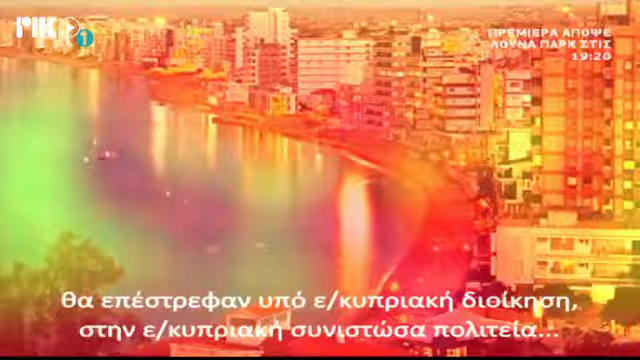 ΡΙΚ 1
ΠΡΕΜΙΕΡΑ ΑΠΟΨΕ
ΛΟΥΝΑ ΠΑΡΚ ΣΤΙΣ
19:20
θα επέστρεφαν υπό ε/κυπριακή διοίκηση,
στην ε/κυπριακή συνιστώσα πολιτεία...